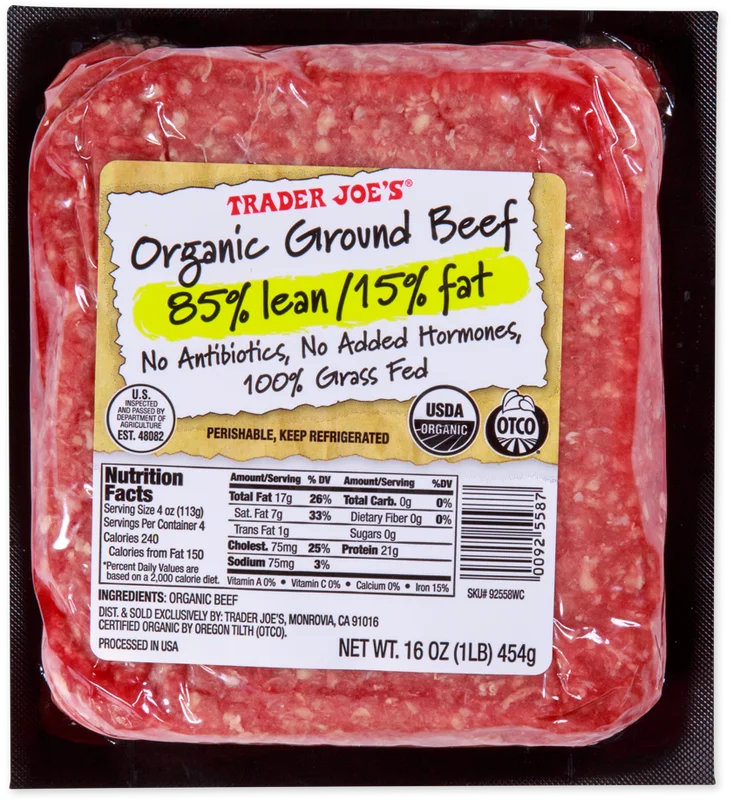 TRADER JOE'S®
Organic Ground Beef
85% lean/15% fat
No Antibiotics, No Added Hormones,
100% Grass Fed
U.S.
INSPECTED
AND PASSED BY
DEPARTMENT OF
AGRICULTURE
EST. 48082
PERISHABLE, KEEP REFRIGERATED
USDA
ORGANIC
OTCO
Nutrition
Facts
Serving Size 4 oz (113g)
Servings Per Container 4
Calories 240
Calories from Fat 150
*Percent Daily Values are
based on a 2,000 calorie diet.
Amount/Serving % DV Amount/Serving %DV
Total Fat 17g 26% Total Carb. 0g 0%
Sat. Fat 7g 33% Dietary Fiber 0g 0%
Trans Fat 1g Sugars 0g
Cholest. 75mg 25% Protein 21g
Sodium 75mg 3%
Vitamin A 0% • Vitamin C 0% • Calcium 0% • Iron 15%
0092 5587
SKU# 92558WC
INGREDIENTS: ORGANIC BEEF
DIST. & SOLD EXCLUSIVELY BY: TRADER JOE'S, MONROVIA, CA 91016
CERTIFIED ORGANIC BY OREGON TILTH (OTCO).
PROCESSED IN USA
NET WT. 16 OZ (1LB) 454g